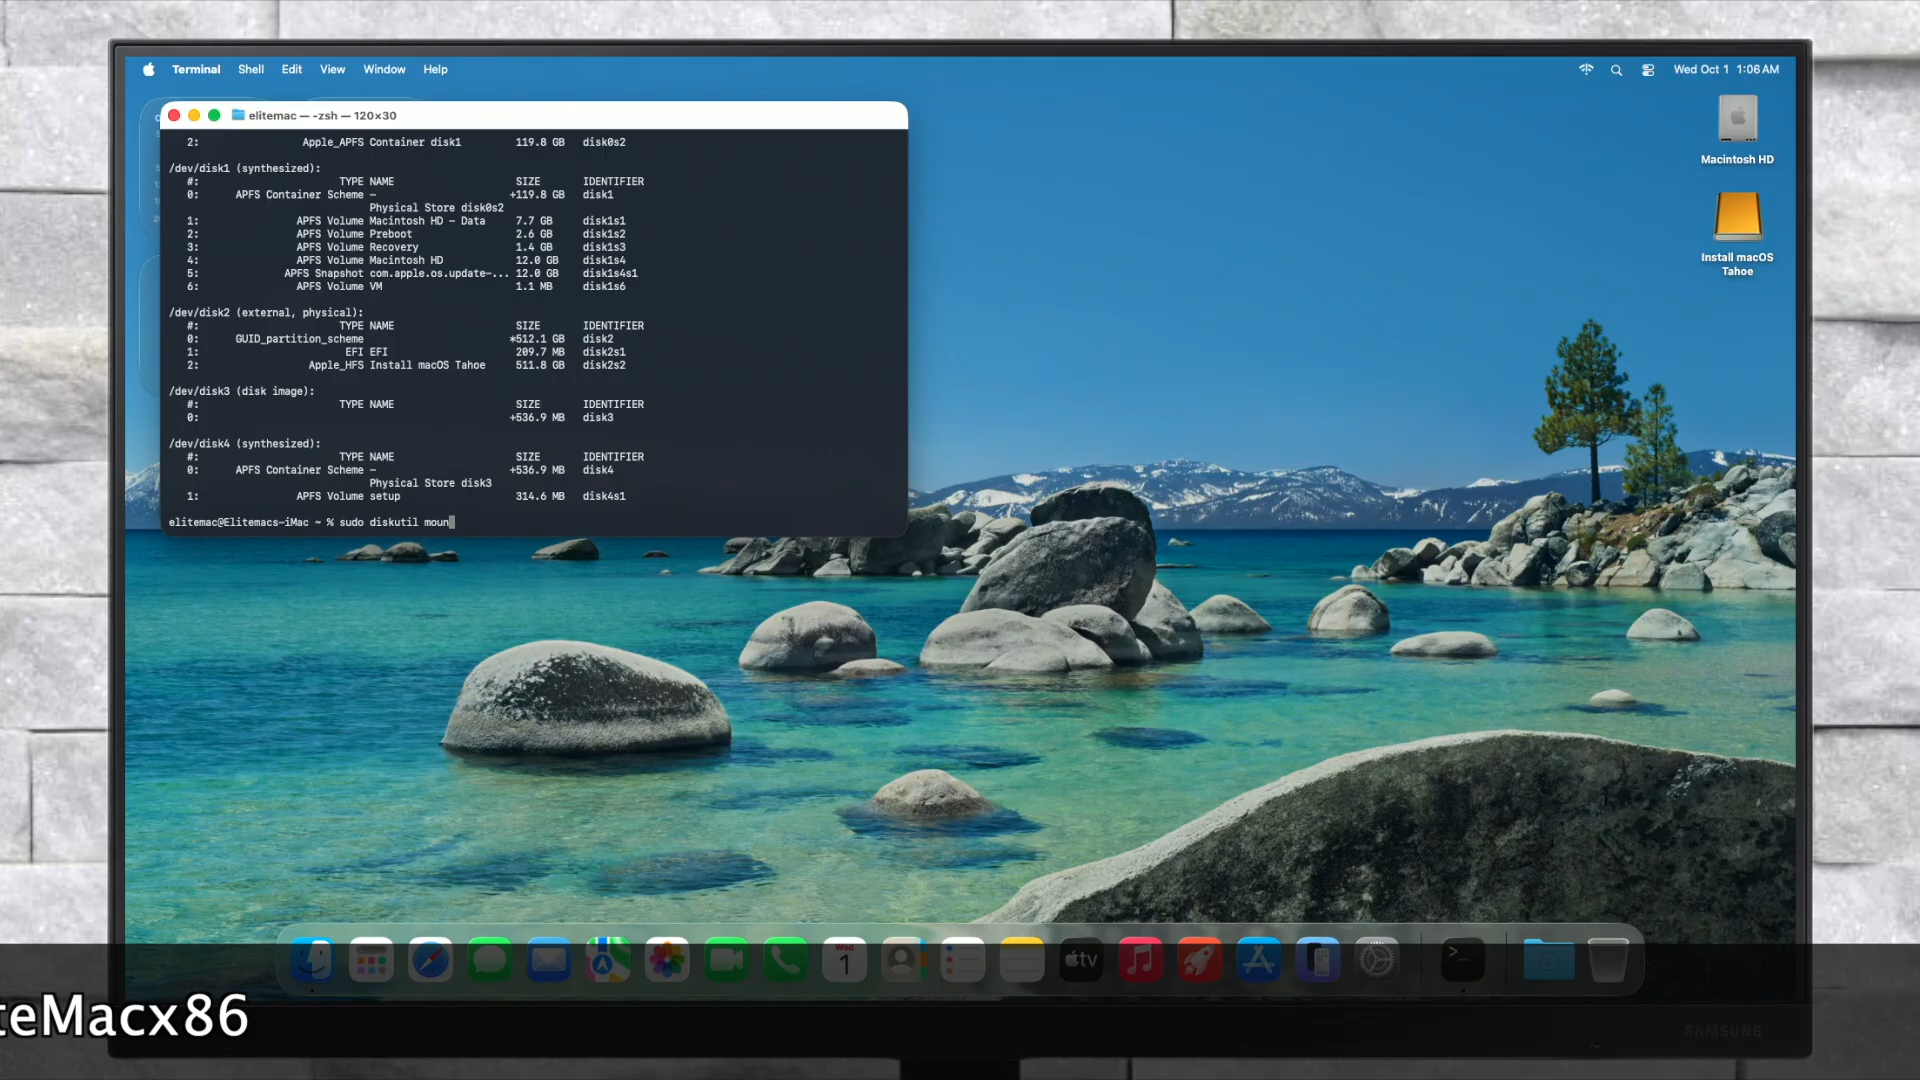 Terminal Shell Edit View Window Help
Wed Oct 1 1:06 AM
elitemac — -zsh — 120×30
2: Apple_APFS Container disk1 119.8 GB disk0s2
/dev/disk1 (synthesized):
#: TYPE NAME SIZE IDENTIFIER
0: APFS Container Scheme - +119.8 GB disk1
Physical Store disk0s2
1: APFS Volume Macintosh HD - Data 7.7 GB disk1s1
2: APFS Volume Preboot 2.6 GB disk1s2
3: APFS Volume Recovery 1.4 GB disk1s3
4: APFS Volume Macintosh HD 12.0 GB disk1s4
5: APFS Snapshot com.apple.os.update-... 12.0 GB disk1s4s1
6: APFS Volume VM 1.1 MB disk1s6
/dev/disk2 (external, physical):
#: TYPE NAME SIZE IDENTIFIER
0: GUID_partition_scheme *512.1 GB disk2
1: EFI EFI 209.7 MB disk2s1
2: Apple_HFS Install macOS Tahoe 511.8 GB disk2s2
/dev/disk3 (disk image):
#: TYPE NAME SIZE IDENTIFIER
0: +536.9 MB disk3
/dev/disk4 (synthesized):
#: TYPE NAME SIZE IDENTIFIER
0: APFS Container Scheme - +536.9 MB disk4
Physical Store disk3
1: APFS Volume setup 314.6 MB disk4s1
elitemac@Elitemacs-iMac ~ % sudo diskutil moun
Macintosh HD
Install macOS
Tahoe
Wed
1
tv
>_
teMacx86
SAMSUNG